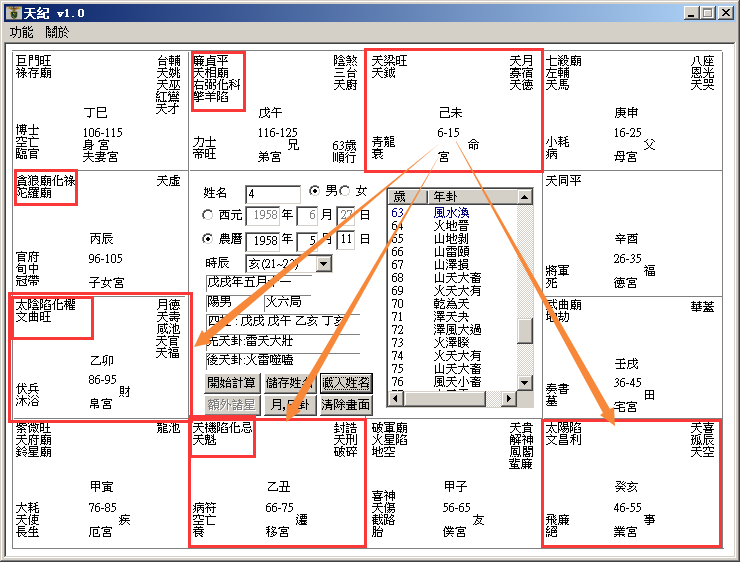 天紀 v1.0
功能 關於
巨門旺 台輔
祿存廟 天姚
天巫
紅鸞
天才
丁巳
博士 106-115
空亡 身宮
臨官 夫妻宮
廉貞平 陰煞
天相廟 三台
右弼化科 天廚
擎羊陷
戊午
116-125
力士 兄 63歲
帝旺 弟宮 順行
天梁旺 天月
天鉞 寡宿
天德
己未
6-15
青龍 命
衰 宮
七殺廟 八座
左輔 恩光
天馬 天哭
庚申
16-25
小耗 父
病 母宮
貪狼廟化祿 天虛
陀羅廟
丙辰
官府 96-105
旬中
冠帶 子女宮
姓名 4 男 女
西元 1958 年 6 月 27 日
農曆 1958 年 5 月 11 日
時辰 亥(21~23)
戊戌年五月十一
陽男 火六局
四柱:戊戌 戊午 乙亥 丁亥
先天卦:雷天大壯
後天卦:火雷噬嗑
開始計算 儲存姓名 載入姓名
額外諸星 月,日卦 清除畫面
歲 年卦
63 風水渙
64 火地晉
65 山地剝
66 山雷頤
67 山澤損
68 山天大畜
69 火天大有
70 乾為天
71 澤天夬
72 澤風大過
73 火澤睽
74 火天大有
75 山天大畜
76 風天小畜
天同平
辛酉
26-35
將軍 福
死 德宮
太陰陷化權 月德
文曲旺 天壽
咸池
天官
天福
乙卯
86-95
伏兵 財
沐浴 帛宮
武曲廟 華蓋
地劫
壬戌
36-45
奏書 田
墓 宅宮
紫微旺 龍池
天府廟
鈴星廟
甲寅
大耗 76-85
天使 疾
長生 厄宮
天機陷化忌 封誥
天魁 天刑
破碎
乙丑
病符 66-75
空亡 遷
養 移宮
破軍廟 天貴
火星陷 解神
地空 鳳閣
蜚廉
甲子
喜神
天傷 56-65
截路 友
胎 僕宮
太陽陷 天喜
文昌利 孤辰
天空
癸亥
46-55
飛廉 事
絕 業宮